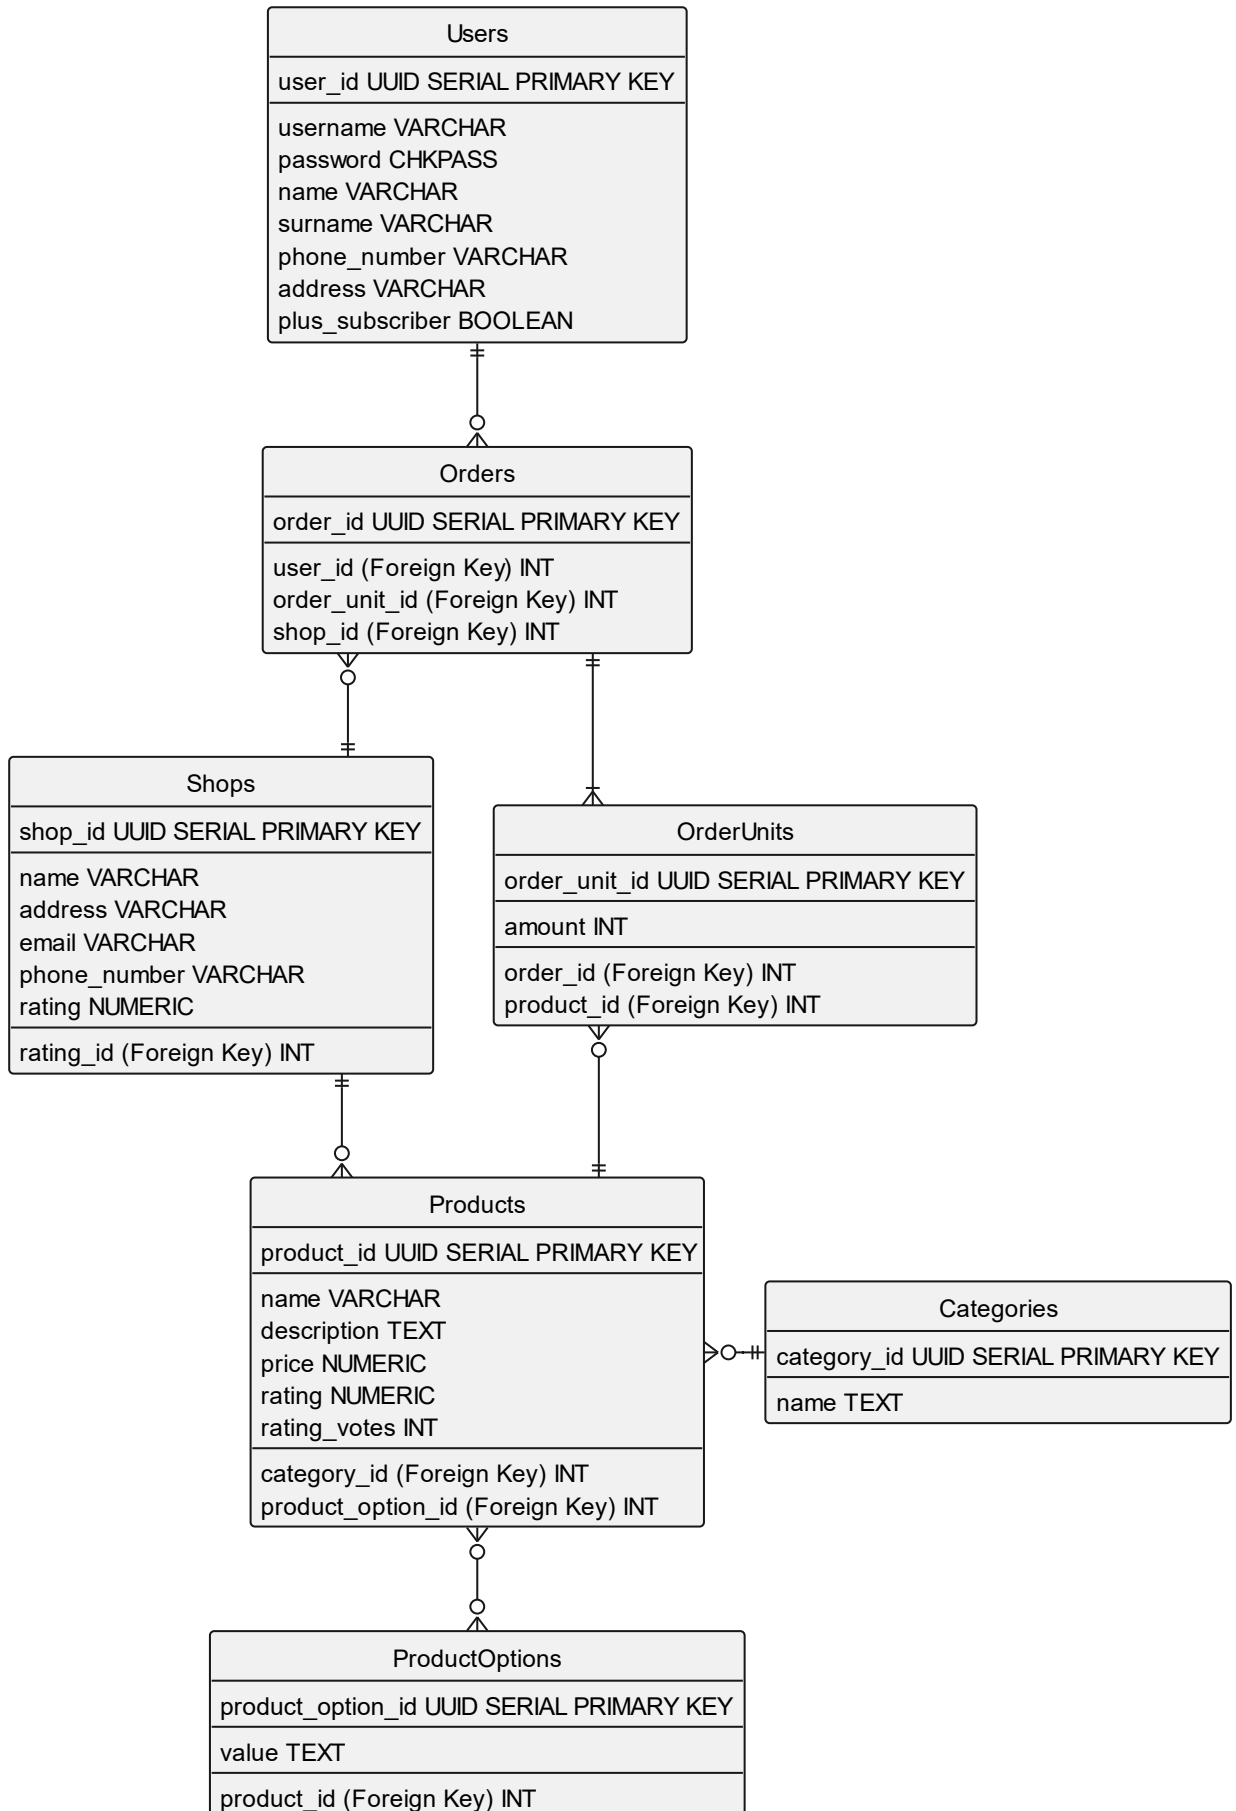 Users
user_id UUID SERIAL PRIMARY KEY
username VARCHAR
password CHKPASS
name VARCHAR
surname VARCHAR
phone_number VARCHAR
address VARCHAR
plus_subscriber BOOLEAN
Orders
order_id UUID SERIAL PRIMARY KEY
user_id (Foreign Key) INT
order_unit_id (Foreign Key) INT
shop_id (Foreign Key) INT
Shops
shop_id UUID SERIAL PRIMARY KEY
name VARCHAR
address VARCHAR
email VARCHAR
phone_number VARCHAR
rating NUMERIC
rating_id (Foreign Key) INT
OrderUnits
order_unit_id UUID SERIAL PRIMARY KEY
amount INT
order_id (Foreign Key) INT
product_id (Foreign Key) INT
Products
product_id UUID SERIAL PRIMARY KEY
name VARCHAR
description TEXT
price NUMERIC
rating NUMERIC
rating_votes INT
category_id (Foreign Key) INT
product_option_id (Foreign Key) INT
Categories
category_id UUID SERIAL PRIMARY KEY
name TEXT
ProductOptions
product_option_id UUID SERIAL PRIMARY KEY
value TEXT
product_id (Foreign Key) INT